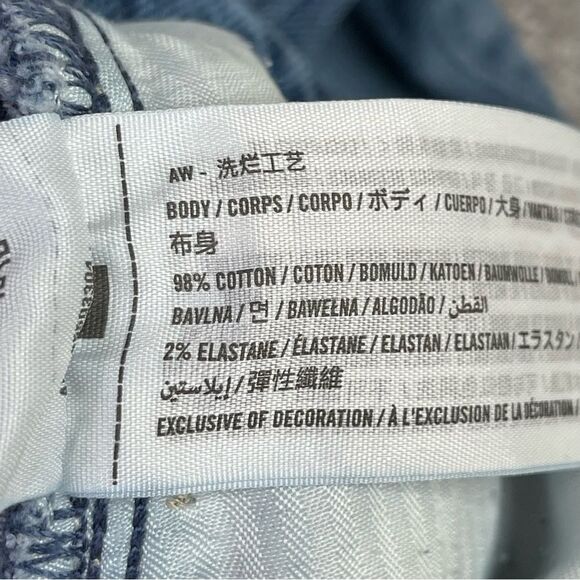 AW - 洗烂工艺
BODY / CORPS / CORPO / ボディ / CUERPO / 大身 / VARTALO /
布身
98% COTTON / COTON / BOMULD / KATOEN / BAUMWOLLE /
BAVLNA / 면 / BAWEŁNA / ALGODÃO / القطن /
2% ELASTANE / ÉLASTANE / ELASTAN / ELASTAAN / エラスタン /
إيلاستين / 彈性纖維
EXCLUSIVE OF DECORATION / À L'EXCLUSION DE LA DÉCORATION /